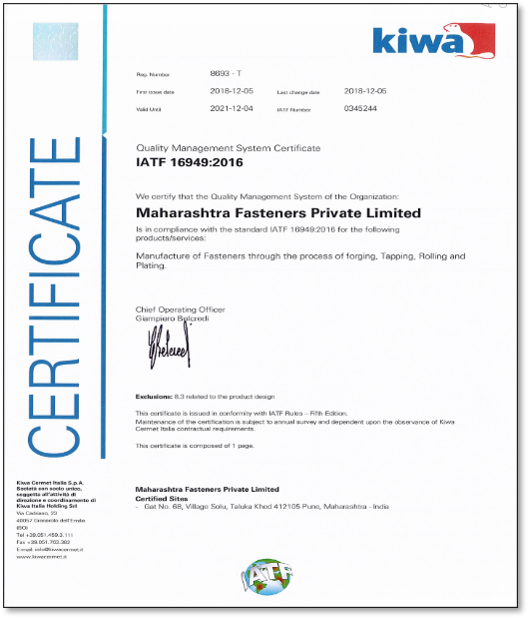 kiwa
CERTIFICATE
Reg. Number 8693 - T
First issue date 2018-12-05 Last change date 2018-12-05
Valid Until 2021-12-04 IATF Number 0345244
Quality Management System Certificate
IATF 16949:2016
We certify that the Quality Management System of the Organization:
Maharashtra Fasteners Private Limited
Is in compliance with the standard IATF 16949:2016 for the following
products/services:
Manufacture of Fasteners through the process of forging, Tapping, Rolling and
Plating.
Chief Operating Officer
Giampiero Belcredi
Exclusions: 8.3 related to the product design
This certificate is issued in conformity with IATF Rules – Fifth Edition.
Maintenance of the certification is subject to annual survey and dependent upon the observance of Kiwa
Cermet Italia contractual requirements.
This certificate is composed of 1 page.
Kiwa Cermet Italia S.p.A.
Società con socio unico,
soggetta all'attività di
direzione e coordinamento di
Kiwa Italia Holding Srl
Via Cadriano, 23
40057 Granarolo dell'Emilia
(BO)
Tel +39.051.459.3.111
Fax +39.051.763.382
E-mail: info@kiwacermet.it
www.kiwacermet.it
Maharashtra Fasteners Private Limited
Certified Sites
- Gat No. 68, Village Solu, Taluka Khed 412105 Pune, Maharashtra - India
IATF